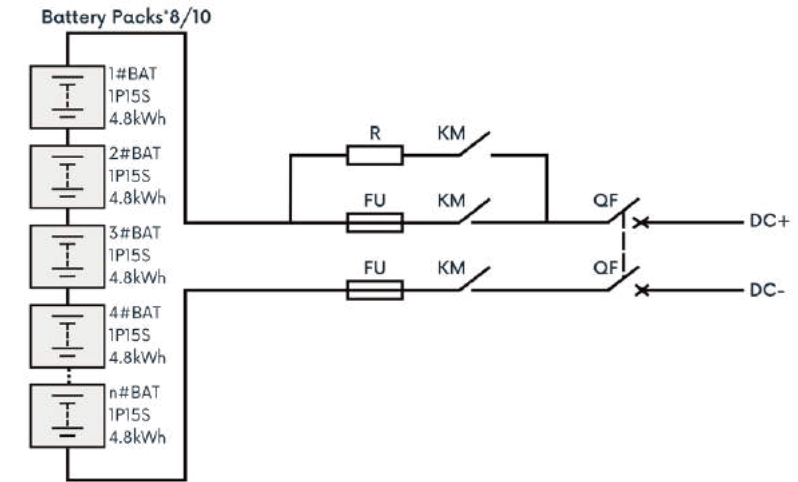 Battery Packs*8/10
1#BAT
1P15S
4.8kWh
2#BAT
1P15S
4.8kWh
3#BAT
1P15S
4.8kWh
4#BAT
1P15S
4.8kWh
n#BAT
1P15S
4.8kWh
R KM
FU KM QF DC+
FU KM QF DC-